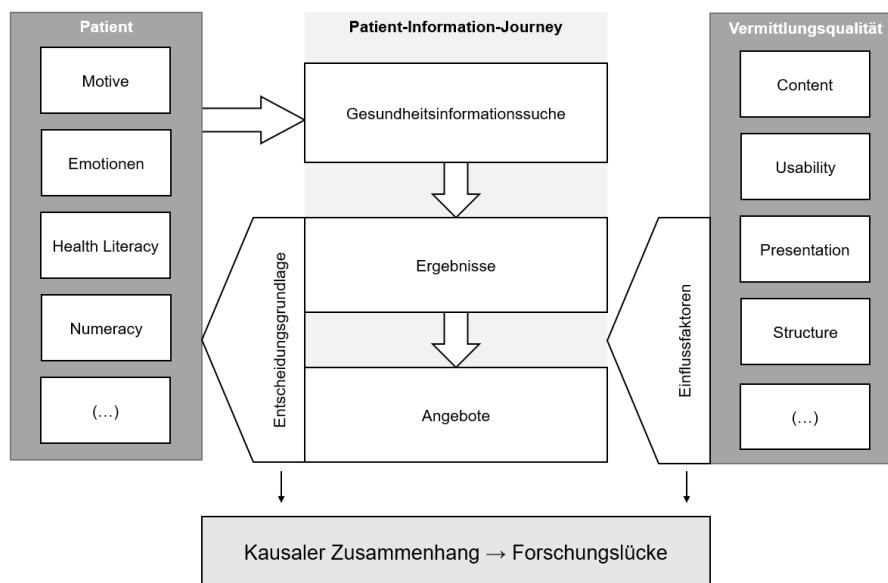 Patient
Motive
Emotionen
Health Literacy
Numeracy
(…)
Patient-Information-Journey
Gesundheitsinformationssuche
Ergebnisse
Angebote
Entscheidungsgrundlage
Einflussfaktoren
Vermittlungsqualität
Content
Usability
Presentation
Structure
(…)
Kausaler Zusammenhang → Forschungslücke